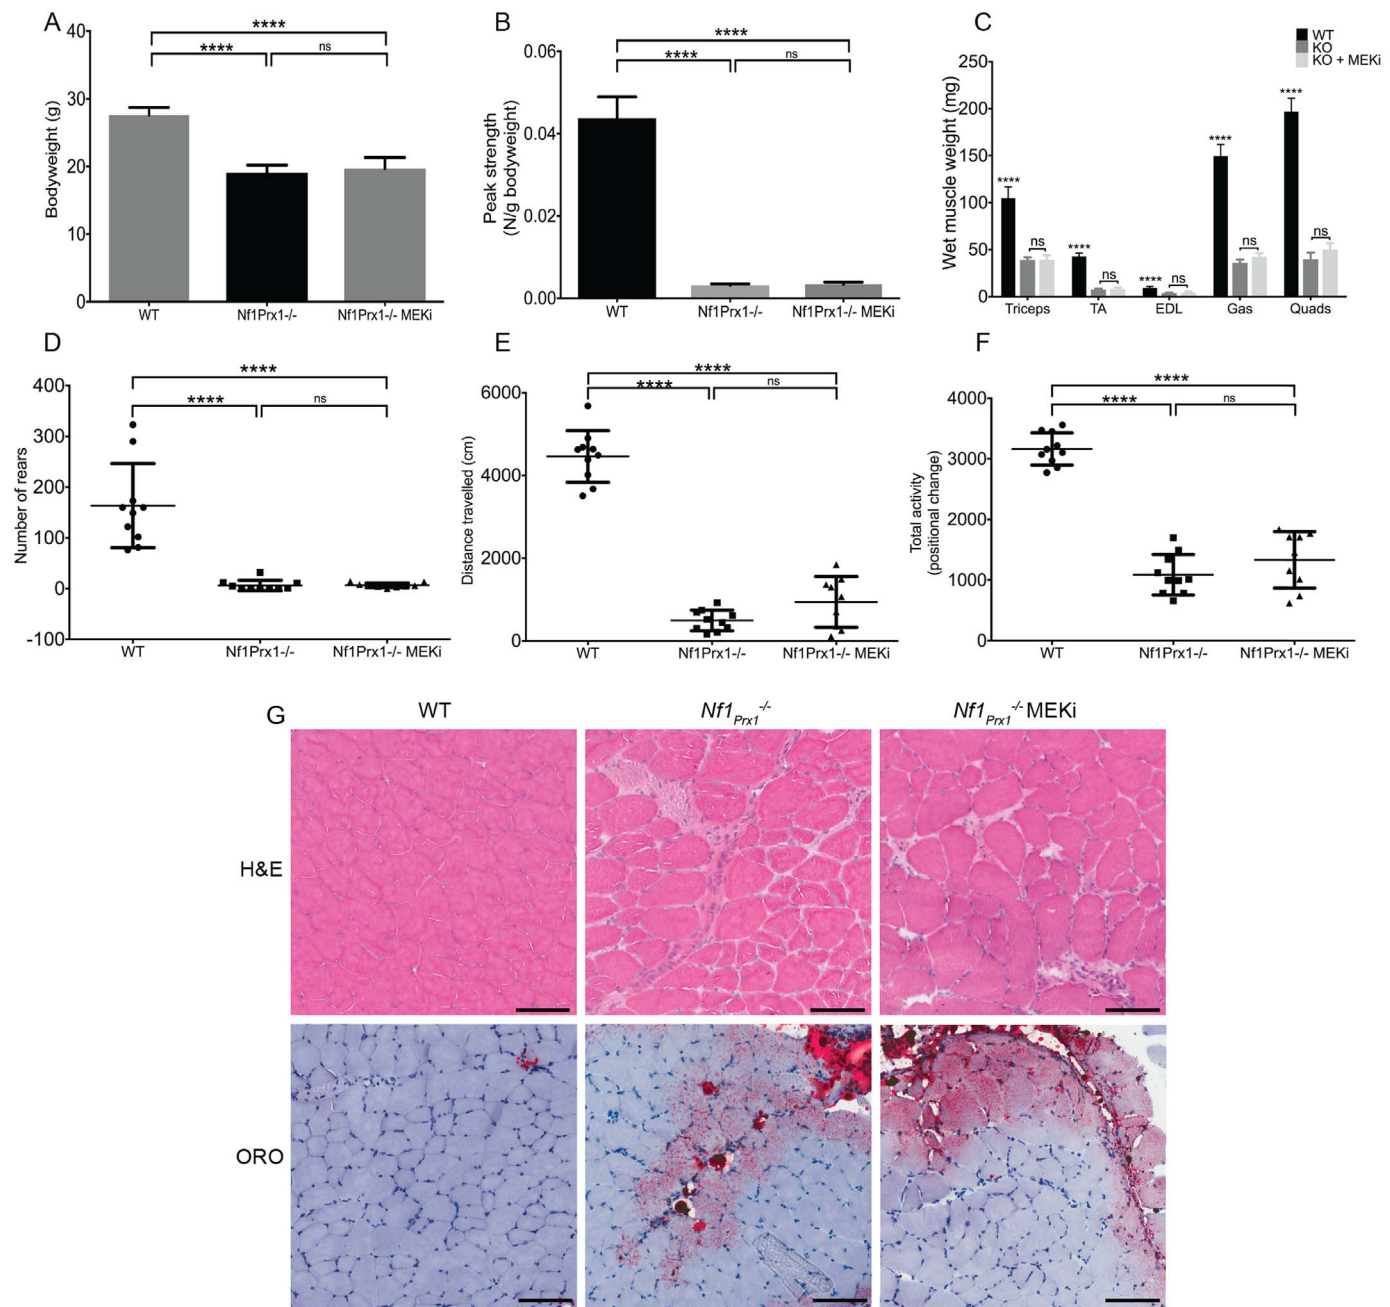 A
****
****
ns
Bodyweight (g)
40
30
20
10
0
WT
Nf1Prx1-/-
Nf1Prx1-/- MEKi
B
****
****
ns
Peak strength
(N/g bodyweight)
0.06
0.04
0.02
0.00
WT
Nf1Prx1-/-
Nf1Prx1-/- MEKi
C
WT
KO
KO + MEKi
Wet muscle weight (mg)
250
200
150
100
50
0
****
ns
****
ns
****
ns
****
ns
****
ns
Triceps
TA
EDL
Gas
Quads
D
****
****
ns
Number of rears
400
300
200
100
0
-100
WT
Nf1Prx1-/-
Nf1Prx1-/- MEKi
E
****
****
ns
Distance travelled (cm)
6000
4000
2000
0
WT
Nf1Prx1-/-
Nf1Prx1-/- MEKi
F
****
****
ns
Total activity
(positional change)
4000
3000
2000
1000
0
WT
Nf1Prx1-/-
Nf1Prx1-/- MEKi
G
WT
Nf1Prx1-/-
Nf1Prx1-/- MEKi
H&E
ORO